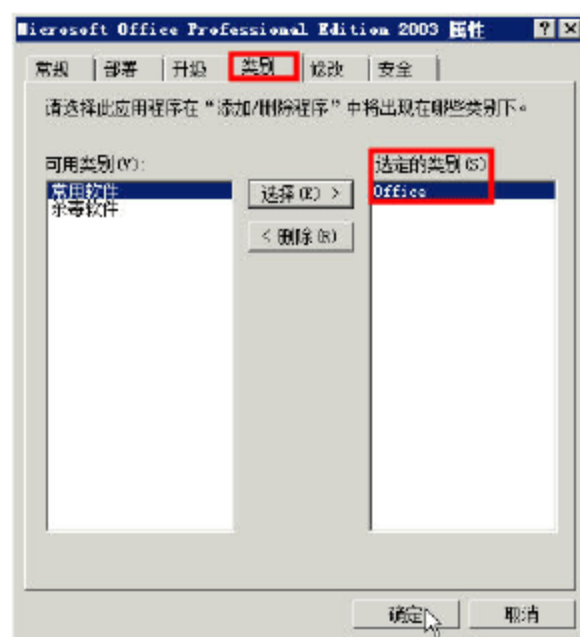 Microsoft Office Professional Edition 2003 属性
常规 部署 升级 类别 修改 安全
请选择此应用程序在“添加/删除程序”中将出现在哪些类别下。
可用类别(V): 选定的类别(S)
常用软件 选择(E) > Office
杀毒软件
< 删除(R)
确定 取消